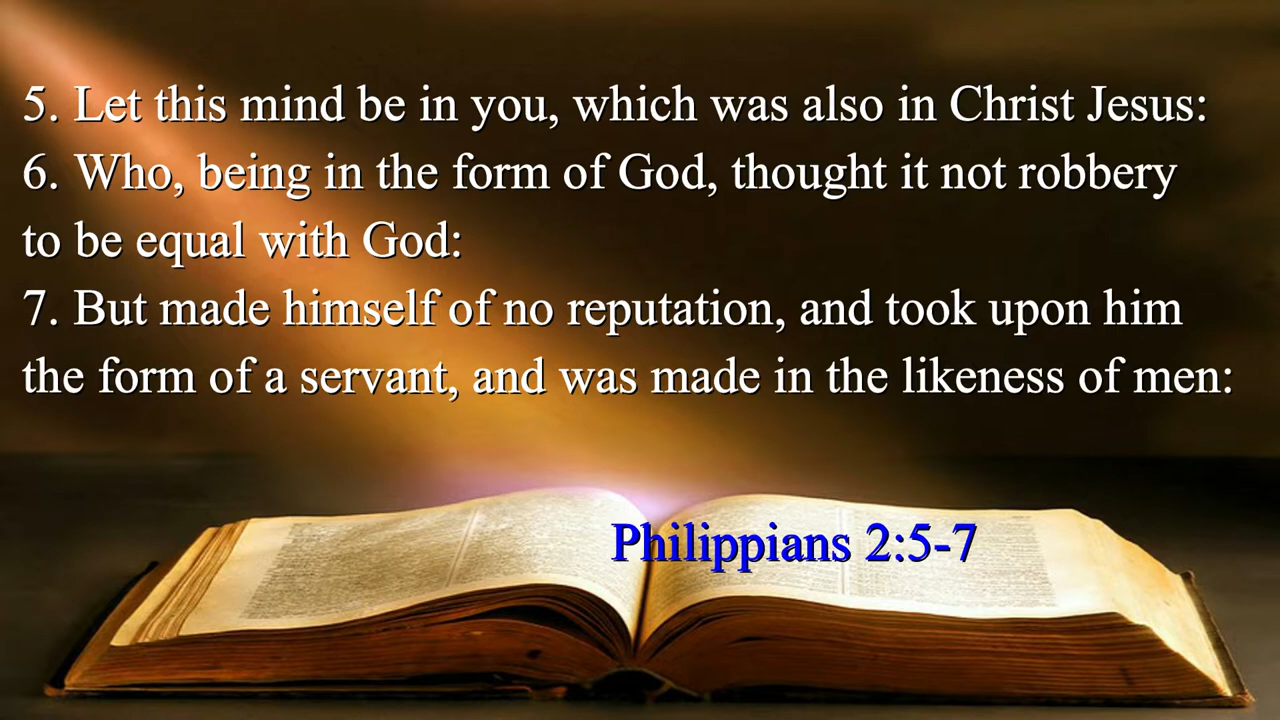 5. Let this mind be in you, which was also in Christ Jesus:
6. Who, being in the form of God, thought it not robbery
to be equal with God:
7. But made himself of no reputation, and took upon him
the form of a servant, and was made in the likeness of men:
Philippians 2:5-7